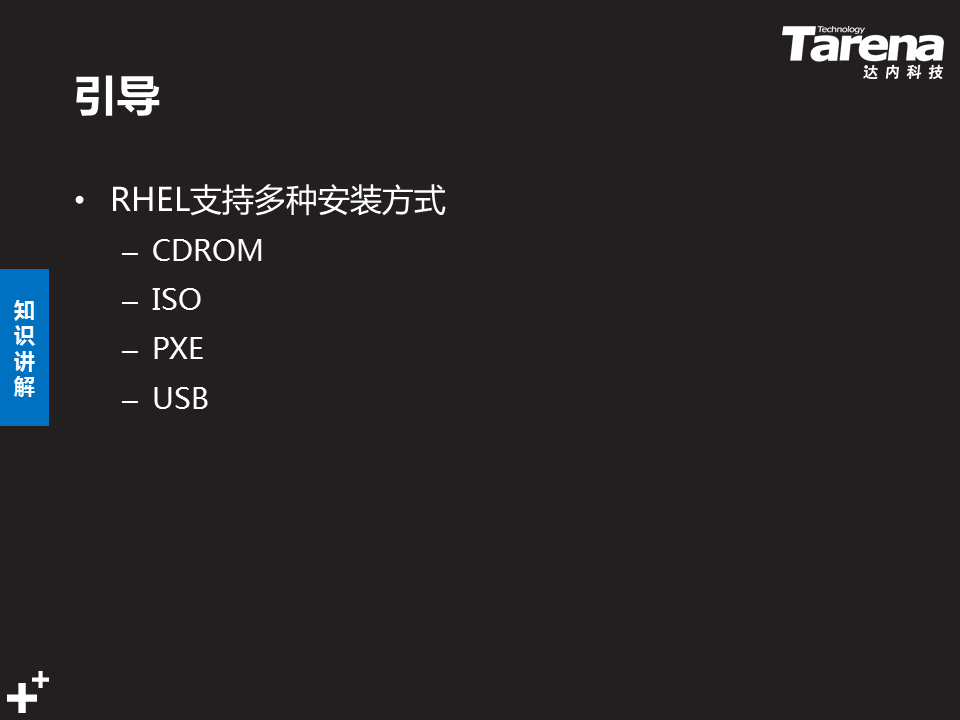 Technology
Tarena
达内科技
引导
• RHEL支持多种安装方式
– CDROM
– ISO
– PXE
– USB
知识讲解